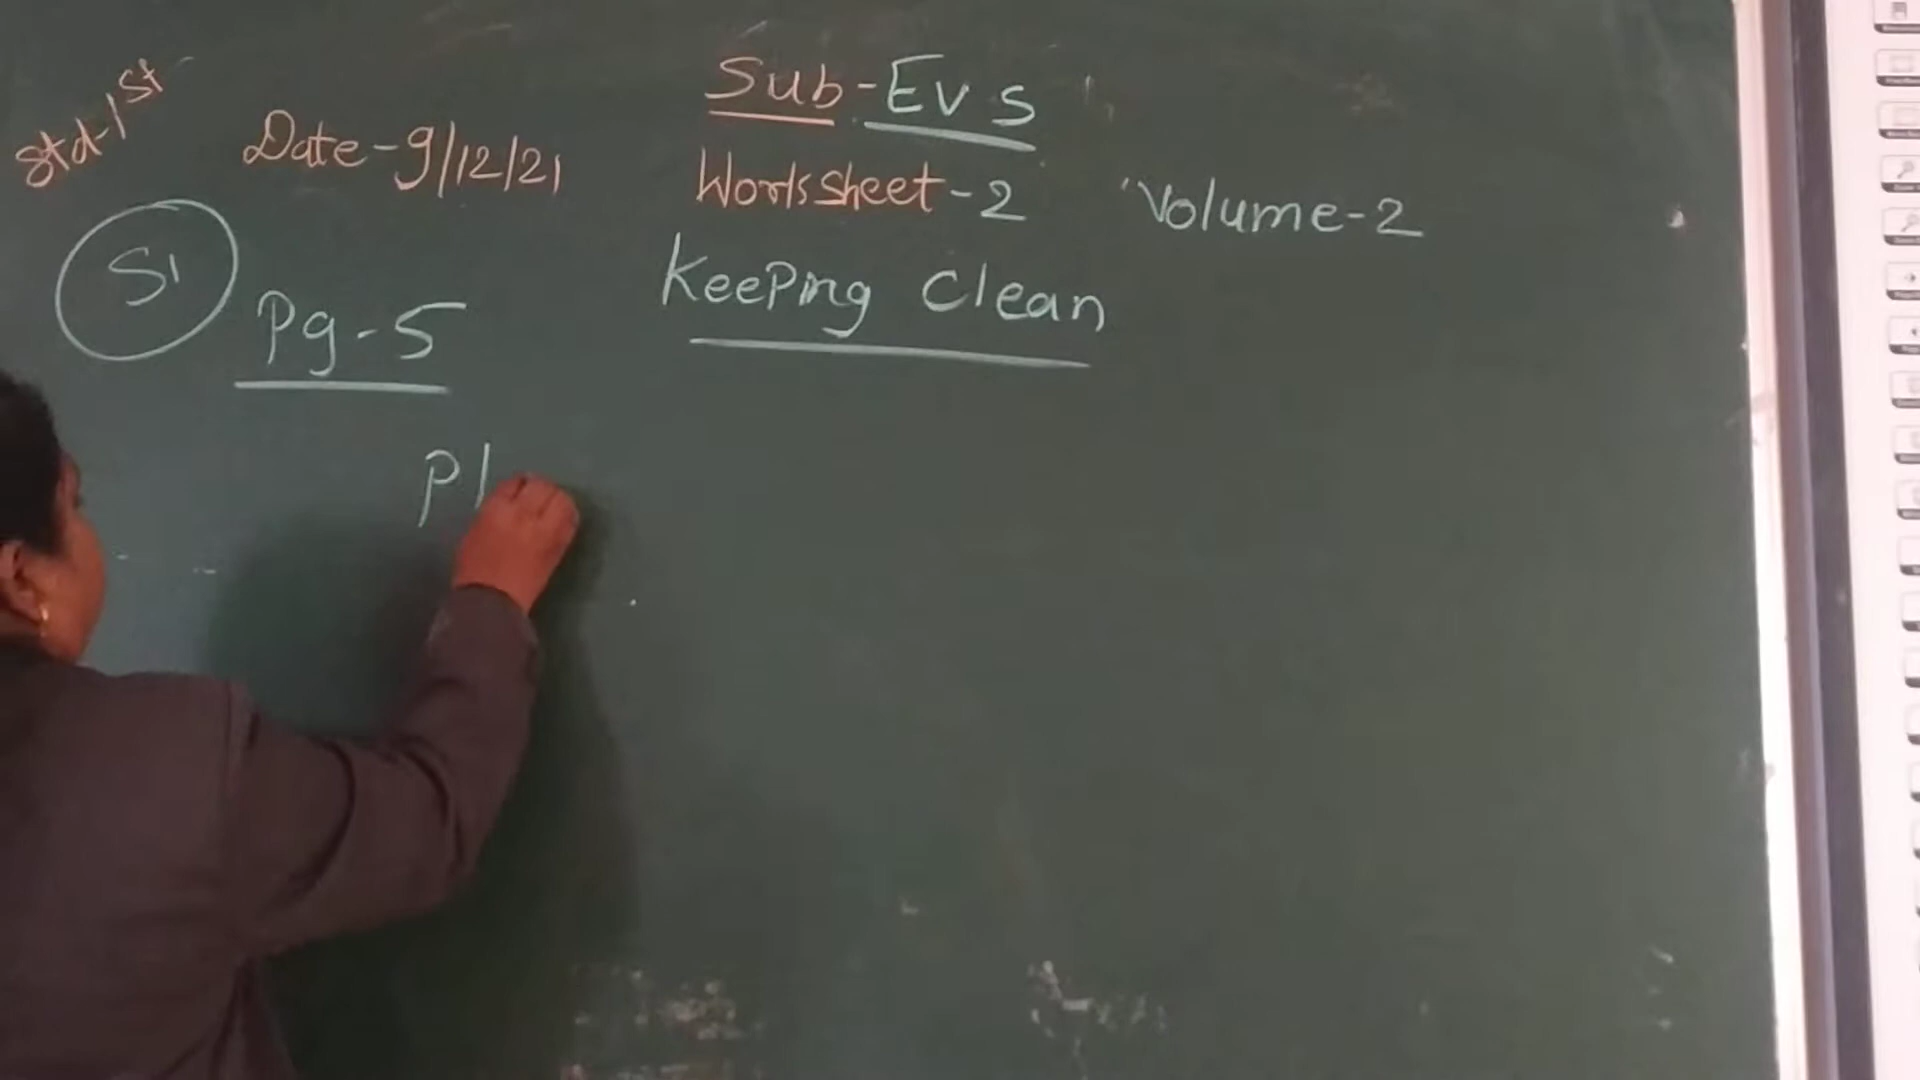 Std-1st
Sub-EVS
Date-9/12/21
Worksheet-2
Volume-2
S1
Keeping Clean
Pg-5
Pl